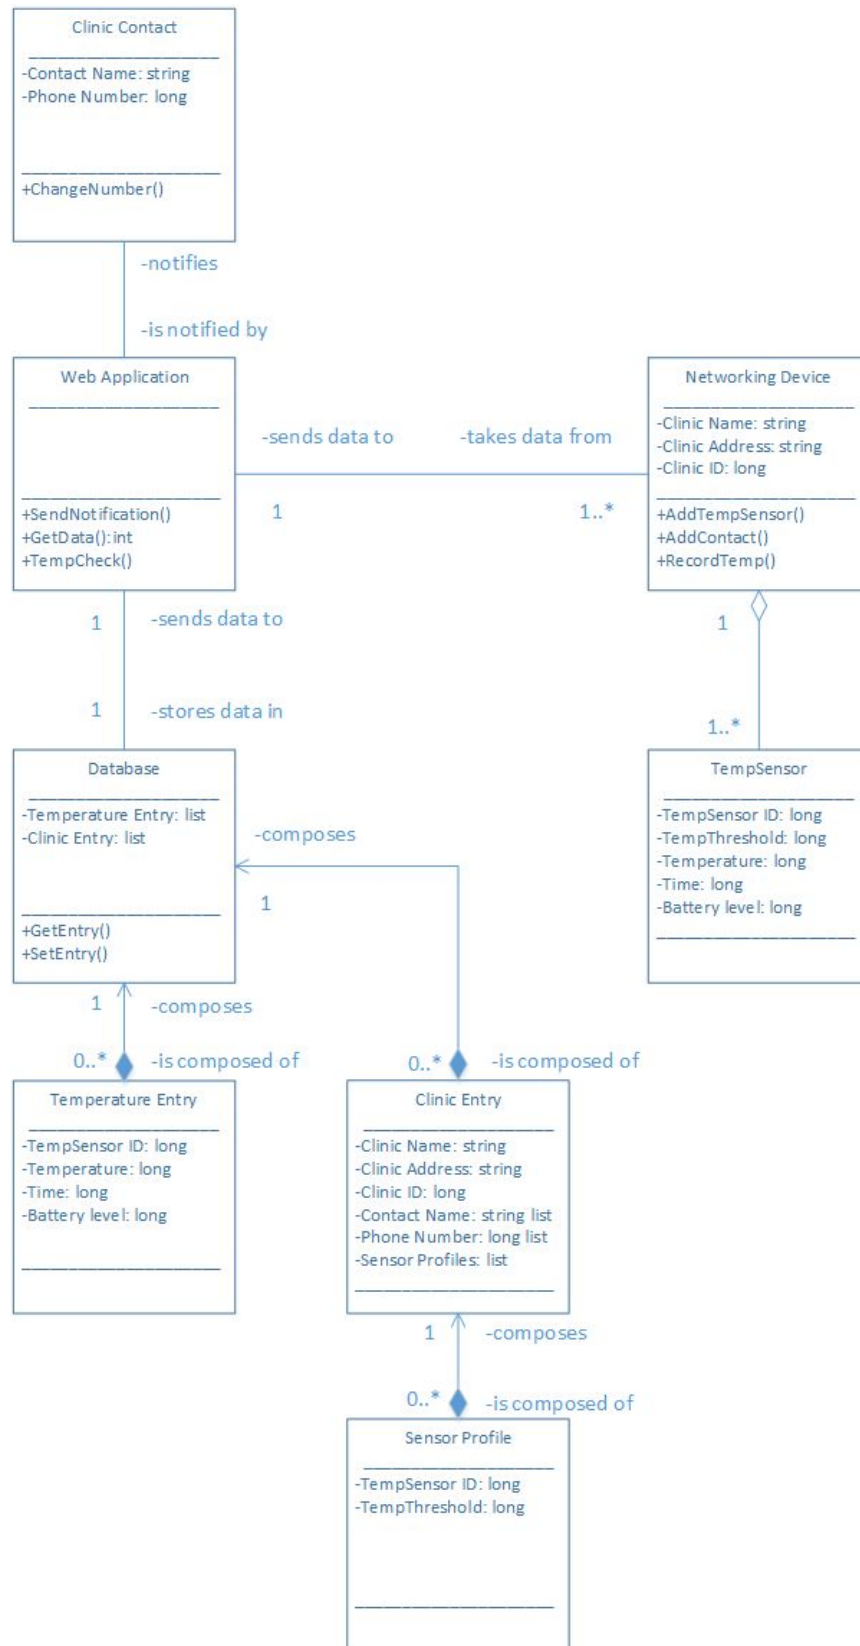 Clinic Contact
-Contact Name: string
-Phone Number: long
+ChangeNumber()
-notifies
-is notified by
Web Application
+SendNotification()
+GetData():int
+TempCheck()
-sends data to
-takes data from
1
1..*
Networking Device
-Clinic Name: string
-Clinic Address: string
-Clinic ID: long
+AddTempSensor()
+AddContact()
+RecordTemp()
1
-sends data to
1
-stores data in
1
1..*
Database
-Temperature Entry: list
-Clinic Entry: list
+GetEntry()
+SetEntry()
-composes
1
TempSensor
-TempSensor ID: long
-TempThreshold: long
-Temperature: long
-Time: long
-Battery level: long
1
-composes
0..*
-is composed of
0..*
-is composed of
Temperature Entry
-TempSensor ID: long
-Temperature: long
-Time: long
-Battery level: long
Clinic Entry
-Clinic Name: string
-Clinic Address: string
-Clinic ID: long
-Contact Name: string list
-Phone Number: long list
-Sensor Profiles: list
1
-composes
0..*
-is composed of
Sensor Profile
-TempSensor ID: long
-TempThreshold: long